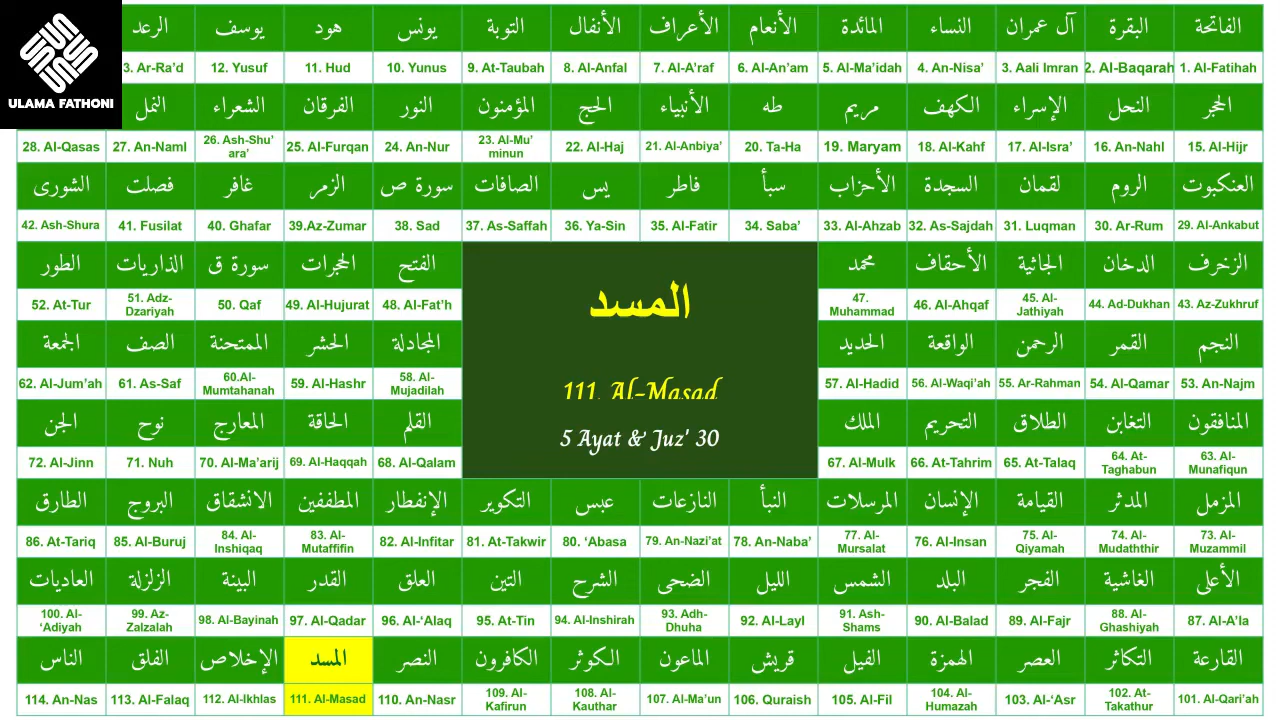 ULAMA FATHONI
الفاتحة البقرة آل عمران النساء المائدة الأنعام الأعراف الأنفال التوبة يونس هود يوسف الرعد
1. Al-Fatihah 2. Al-Baqarah 3. Aali Imran 4. An-Nisa’ 5. Al-Ma’idah 6. Al-An’am 7. Al-A’raf 8. Al-Anfal 9. At-Taubah 10. Yunus 11. Hud 12. Yusuf 3. Ar-Ra’d
الحجر النحل الإسراء الكهف مريم طه الأنبياء الحج المؤمنون النور الفرقان الشعراء النمل
15. Al-Hijr 16. An-Nahl 17. Al-Isra’ 18. Al-Kahf 19. Maryam 20. Ta-Ha 21. Al-Anbiya’ 22. Al-Haj 23. Al-Mu’ minun 24. An-Nur 25. Al-Furqan 26. Ash-Shu’ ara’ 27. An-Naml 28. Al-Qasas
العنكبوت الروم لقمان السجدة الأحزاب سبأ فاطر يس الصافات سورة ص الزمر غافر فصلت الشورى
29. Al-Ankabut 30. Ar-Rum 31. Luqman 32. As-Sajdah 33. Al-Ahzab 34. Saba’ 35. Al-Fatir 36. Ya-Sin 37. As-Saffah 38. Sad 39.Az-Zumar 40. Ghafar 41. Fusilat 42. Ash-Shura
الزخرف الدخان الجاثية الأحقاف محمد الفتح الحجرات سورة ق الذاريات الطور
43. Az-Zukhruf 44. Ad-Dukhan 45. Al-Jathiyah 46. Al-Ahqaf 47. Muhammad 48. Al-Fat’h 49. Al-Hujurat 50. Qaf 51. Adz-Dzariyah 52. At-Tur
المسد
111. Al-Masad
5 Ayat & Juz' 30
النجم القمر الرحمن الواقعة الحديد المجادلة الحشر الممتحنة الصف الجمعة
53. An-Najm 54. Al-Qamar 55. Ar-Rahman 56. Al-Waqi’ah 57. Al-Hadid 58. Al-Mujadilah 59. Al-Hashr 60.Al-Mumtahanah 61. As-Saf 62. Al-Jum’ah
المنافقون التغابن الطلاق التحريم الملك القلم الحاقة المعارج نوح الجن
63. Al-Munafiqun 64. At-Taghabun 65. At-Talaq 66. At-Tahrim 67. Al-Mulk 68. Al-Qalam 69. Al-Haqqah 70. Al-Ma’arij 71. Nuh 72. Al-Jinn
المزمل المدثر القيامة الإنسان المرسلات النبأ النازعات عبس التكوير الإنفطار المطففين الانشقاق البروج الطارق
73. Al-Muzammil 74. Al-Mudaththir 75. Al-Qiyamah 76. Al-Insan 77. Al-Mursalat 78. An-Naba’ 79. An-Nazi’at 80. ‘Abasa 81. At-Takwir 82. Al-Infitar 83. Al-Mutaffifin 84. Al-Inshiqaq 85. Al-Buruj 86. At-Tariq
الأعلى الغاشية الفجر البلد الشمس الليل الضحى الشرح التين العلق القدر البينة الزلزلة العاديات
87. Al-A’la 88. Al-Ghashiyah 89. Al-Fajr 90. Al-Balad 91. Ash-Shams 92. Al-Layl 93. Adh-Dhuha 94. Al-Inshirah 95. At-Tin 96. Al-‘Alaq 97. Al-Qadar 98. Al-Bayinah 99. Az-Zalzalah 100. Al-‘Adiyah
القارعة التكاثر العصر الهمزة الفيل قريش الماعون الكوثر الكافرون النصر المسد الإخلاص الفلق الناس
101. Al-Qari’ah 102. At-Takathur 103. Al-‘Asr 104. Al-Humazah 105. Al-Fil 106. Quraish 107. Al-Ma’un 108. Al-Kauthar 109. Al-Kafirun 110. An-Nasr 111. Al-Masad 112. Al-Ikhlas 113. Al-Falaq 114. An-Nas